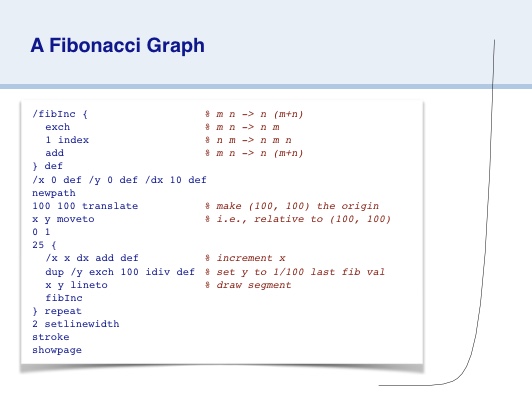 A Fibonacci Graph
/fibInc { % m n -> n (m+n)
exch % m n -> n m
1 index % n m -> n m n
add % m n -> n (m+n)
} def
/x 0 def /y 0 def /dx 10 def
newpath
100 100 translate % make (100, 100) the origin
x y moveto % i.e., relative to (100, 100)
0 1
25 {
/x x dx add def % increment x
dup /y exch 100 idiv def % set y to 1/100 last fib val
x y lineto % draw segment
fibInc
} repeat
2 setlinewidth
stroke
showpage